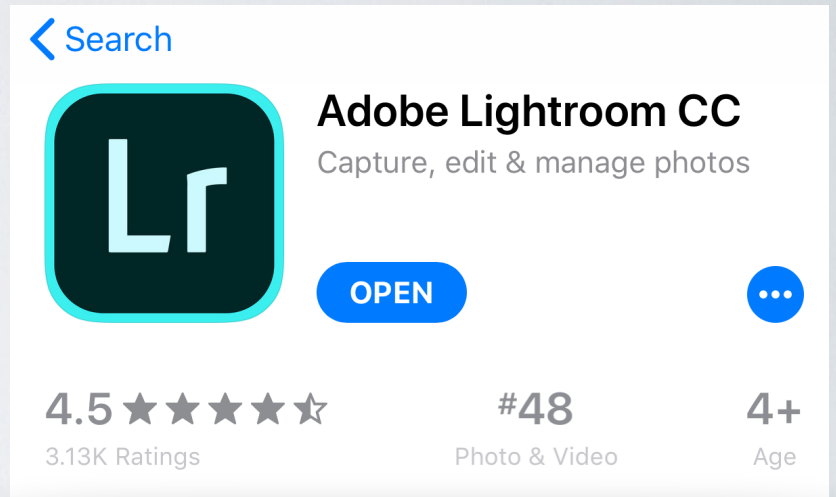 Search
Lr
Adobe Lightroom CC
Capture, edit & manage photos
OPEN
4.5 #48 4+
3.13K Ratings Photo & Video Age